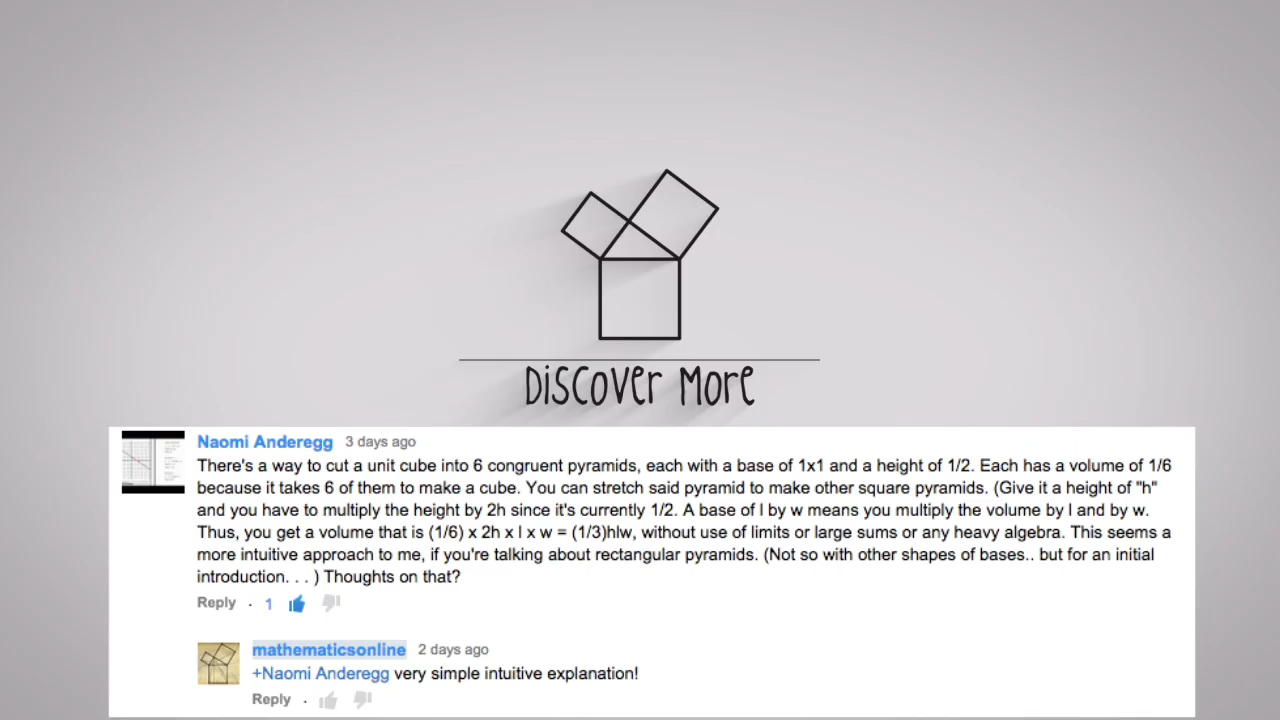 Discover More
Naomi Anderegg 3 days ago
There's a way to cut a unit cube into 6 congruent pyramids, each with a base of 1x1 and a height of 1/2. Each has a volume of 1/6
because it takes 6 of them to make a cube. You can stretch said pyramid to make other square pyramids. (Give it a height of "h"
and you have to multiply the height by 2h since it's currently 1/2. A base of l by w means you multiply the volume by l and by w.
Thus, you get a volume that is (1/6) x 2h x l x w = (1/3)hlw, without use of limits or large sums or any heavy algebra. This seems a
more intuitive approach to me, if you're talking about rectangular pyramids. (Not so with other shapes of bases.. but for an initial
introduction. . . ) Thoughts on that?
Reply · 1
mathematicsonline 2 days ago
+Naomi Anderegg very simple intuitive explanation!
Reply ·